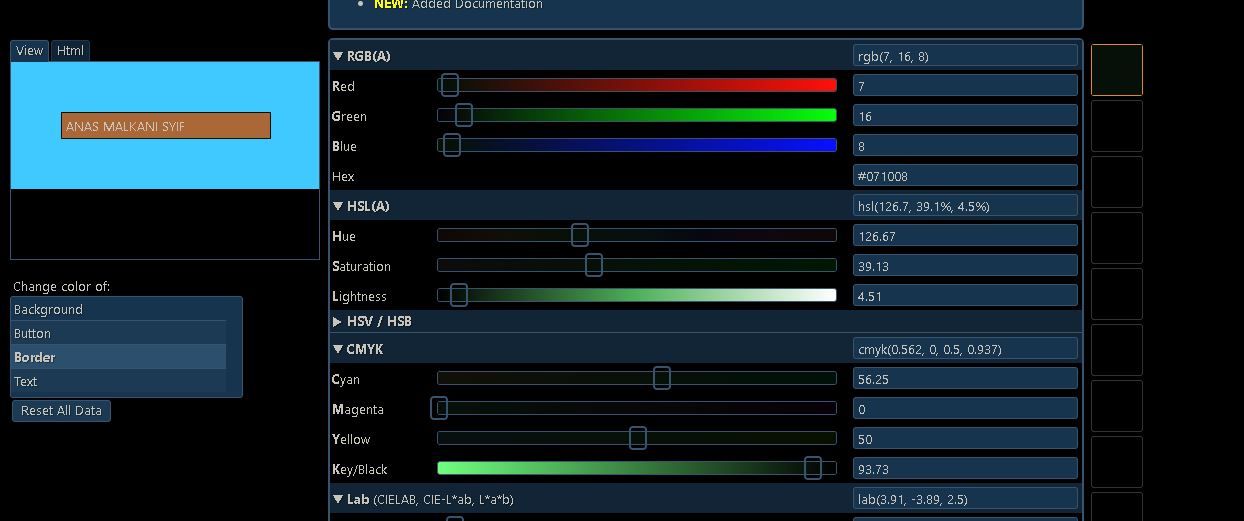 NEW: Added Documentation
View Html
ANAS MALKANI SYIF
Change color of:
Background
Button
Border
Text
Reset All Data
RGB(A) rgb(7, 16, 8)
Red 7
Green 16
Blue 8
Hex #071008
HSL(A) hsl(126.7, 39.1%, 4.5%)
Hue 126.67
Saturation 39.13
Lightness 4.51
HSV / HSB
CMYK cmyk(0.562, 0, 0.5, 0.937)
Cyan 56.25
Magenta 0
Yellow 50
Key/Black 93.73
Lab (CIELAB, CIE-L*ab, L*a*b) lab(3.91, -3.89, 2.5)